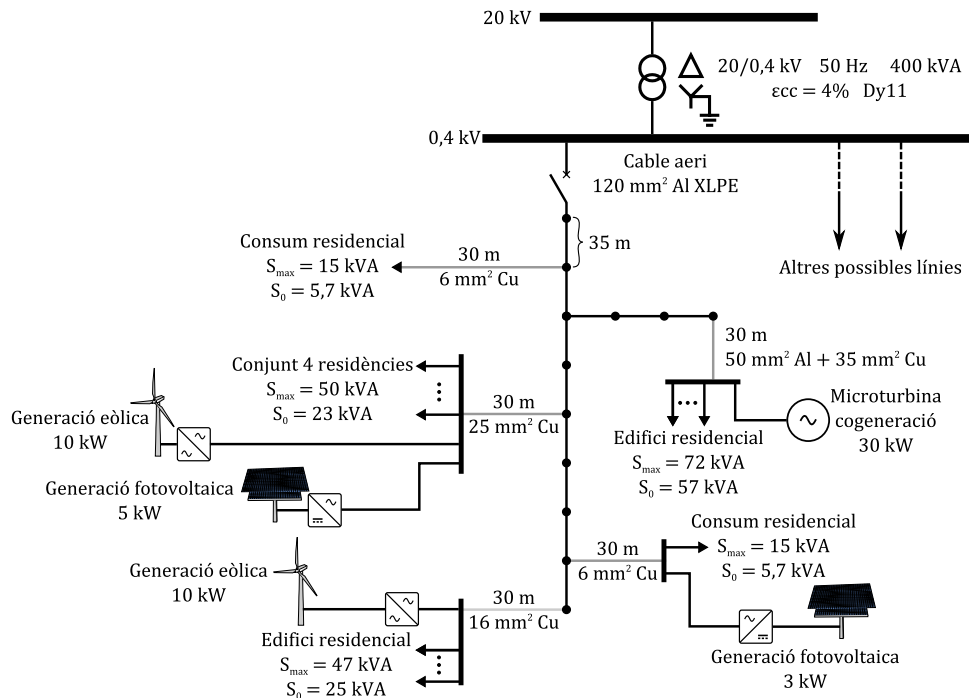 20 kV
20/0,4 kV 50 Hz 400 kVA
εcc = 4% Dy11
0,4 kV
Cable aeri
120 mm² Al XLPE
35 m
Altres possibles línies
Consum residencial
Sₘₐₓ = 15 kVA
S₀ = 5,7 kVA
30 m
6 mm² Cu
30 m
50 mm² Al + 35 mm² Cu
Microturbina
cogeneració
30 kW
Edifici residencial
Sₘₐₓ = 72 kVA
S₀ = 57 kVA
Conjunt 4 residències
Sₘₐₓ = 50 kVA
S₀ = 23 kVA
30 m
25 mm² Cu
Generació eòlica
10 kW
Generació fotovoltaica
5 kW
Consum residencial
Sₘₐₓ = 15 kVA
S₀ = 5,7 kVA
30 m
6 mm² Cu
Generació fotovoltaica
3 kW
Generació eòlica
10 kW
30 m
16 mm² Cu
Edifici residencial
Sₘₐₓ = 47 kVA
S₀ = 25 kVA